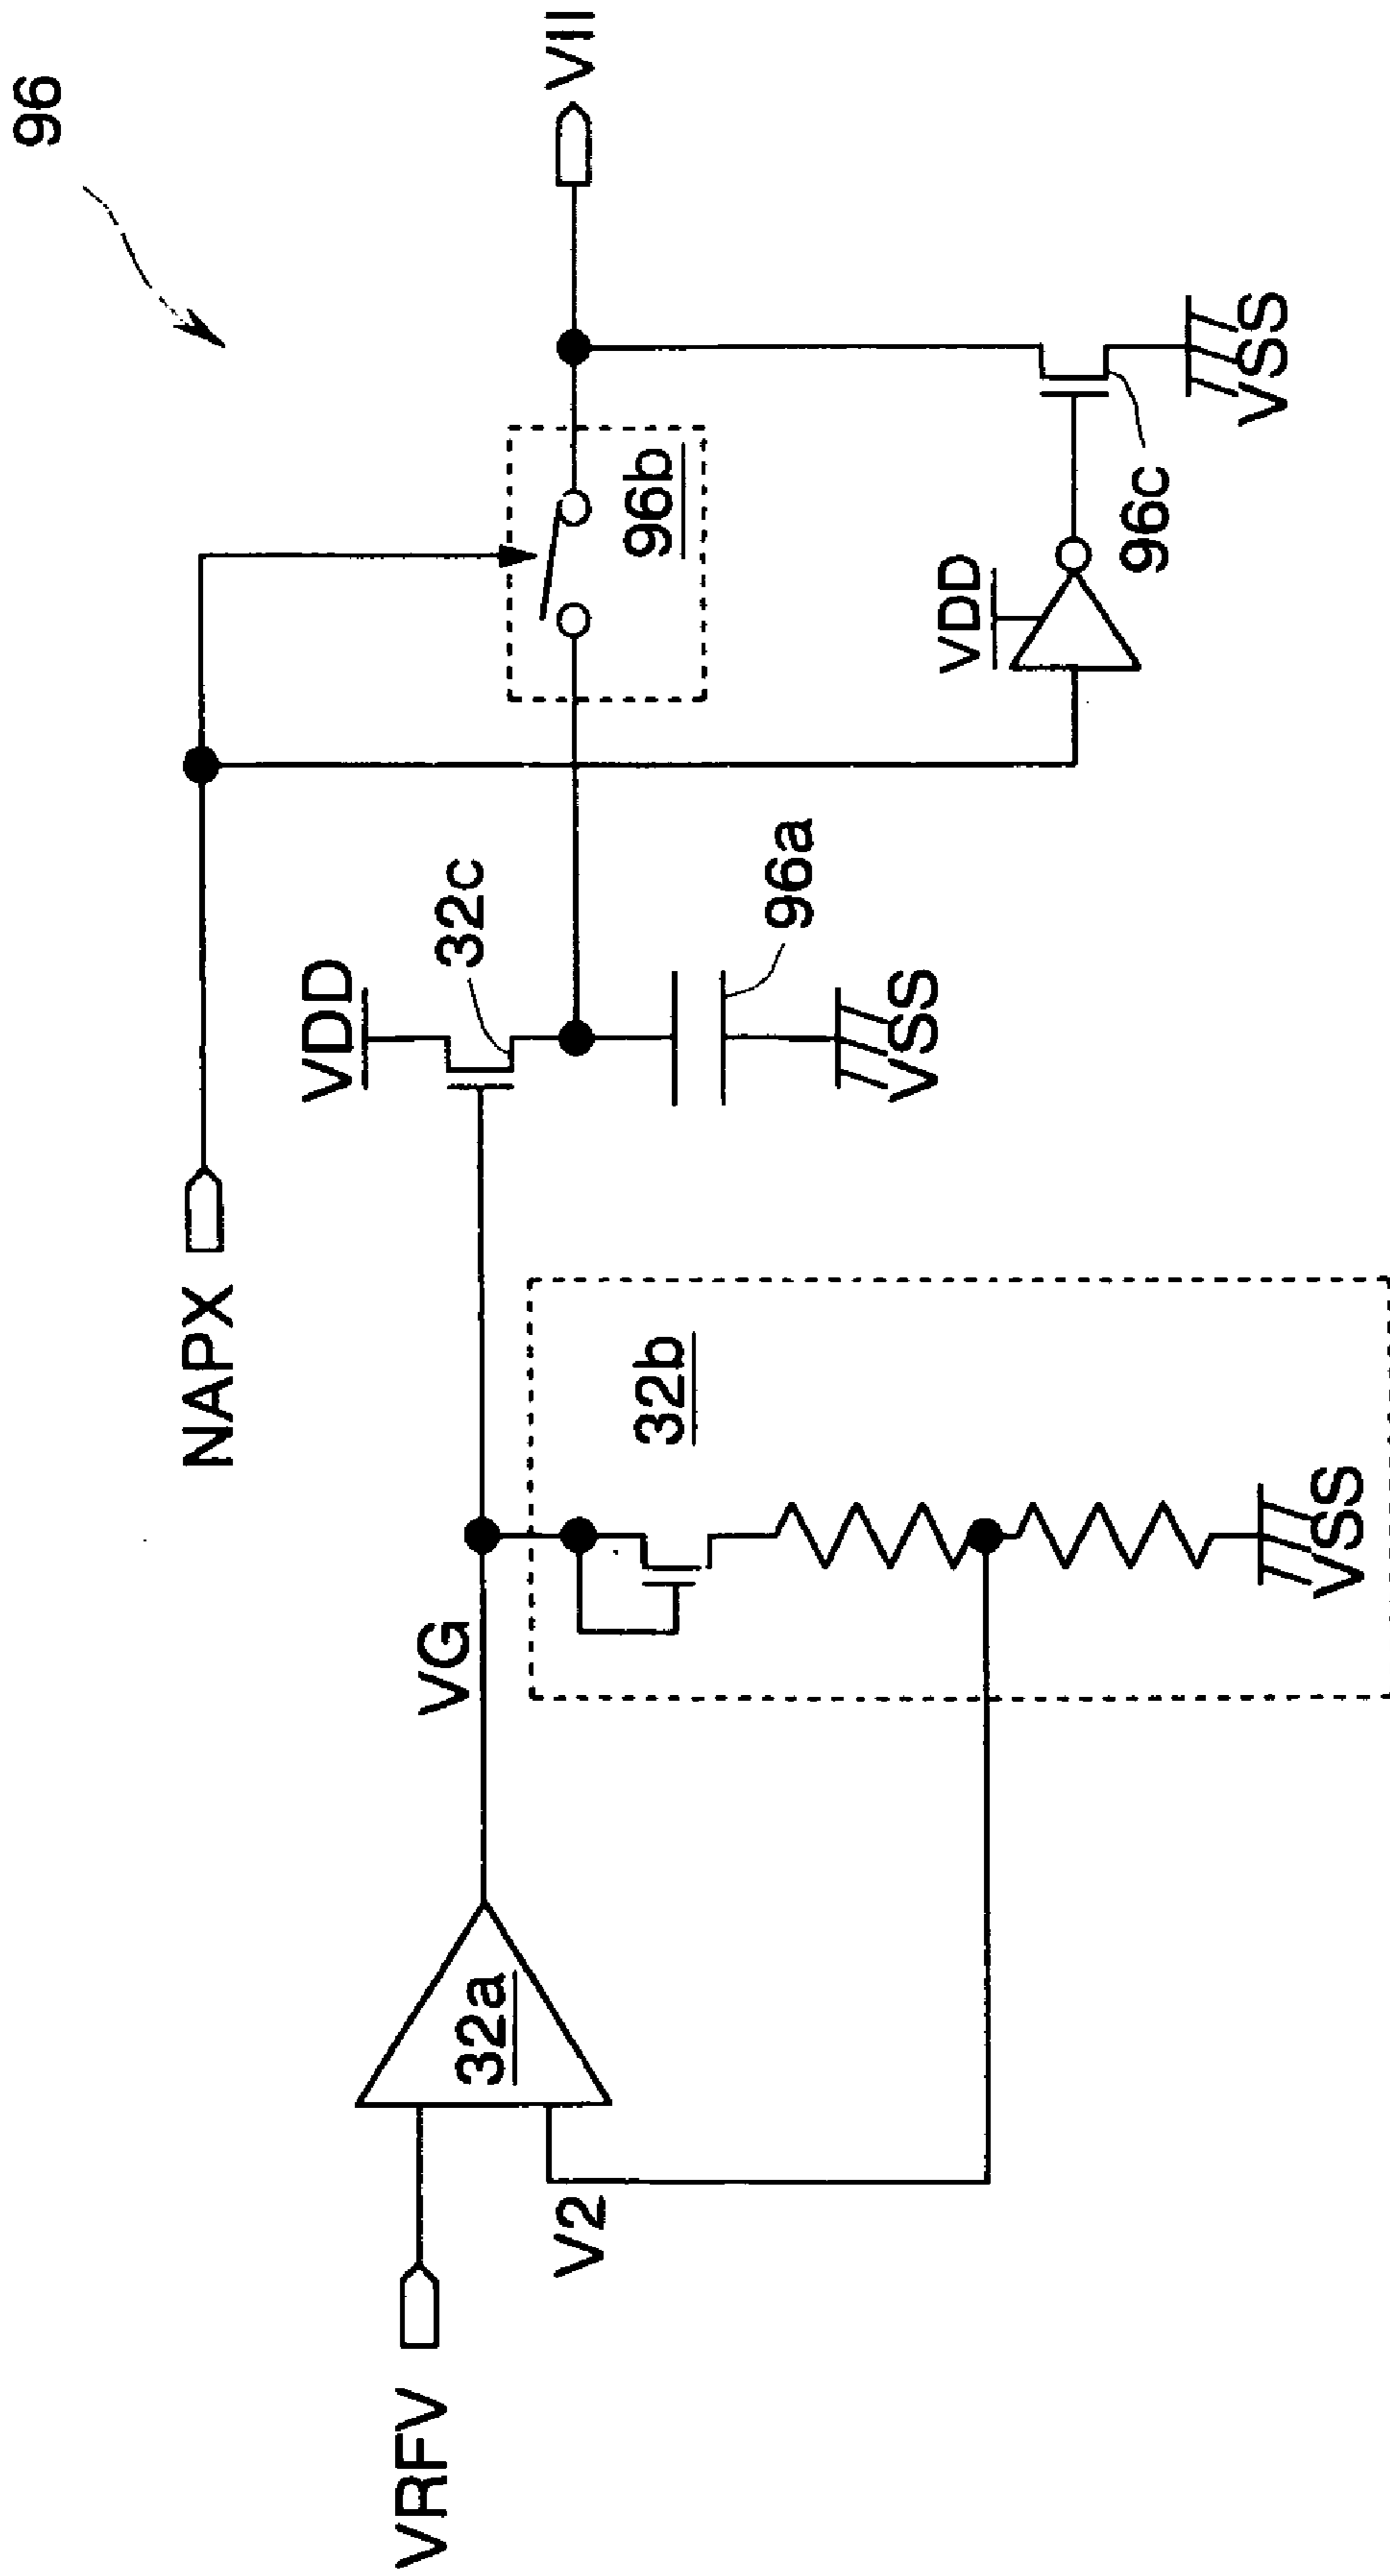 96
NAPX
VDD
32c
VII
VG
96b
VRFV
32a
V2
32b
96a
VDD
VSS
96c
VSS
VSS